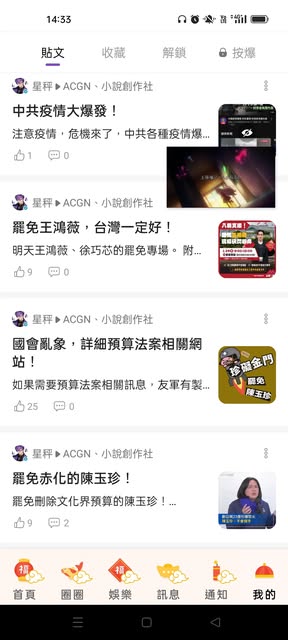 14:33
貼文 收藏 解鎖 按爆
星秤▶ACGN、小說創作社
中共疫情大爆發！
注意疫情，危機來了，中共各種疫情爆...
1 0
星秤▶ACGN、小說創作社
罷免王鴻薇，台灣一定好！
明天王鴻薇、徐巧芯的罷免專場。 附...
9 0
星秤▶ACGN、小說創作社
國會亂象，詳細預算法案相關網
站！
如果需要預算法案相關訊息，友軍有製...
25 0
珍礙金門
罷免
陳玉珍
星秤▶ACGN、小說創作社
罷免赤化的陳玉珍！
罷免刪除文化界預算的陳玉珍！...
9 2
福 福
首頁 圈圈 娛樂 訊息 通知 我的